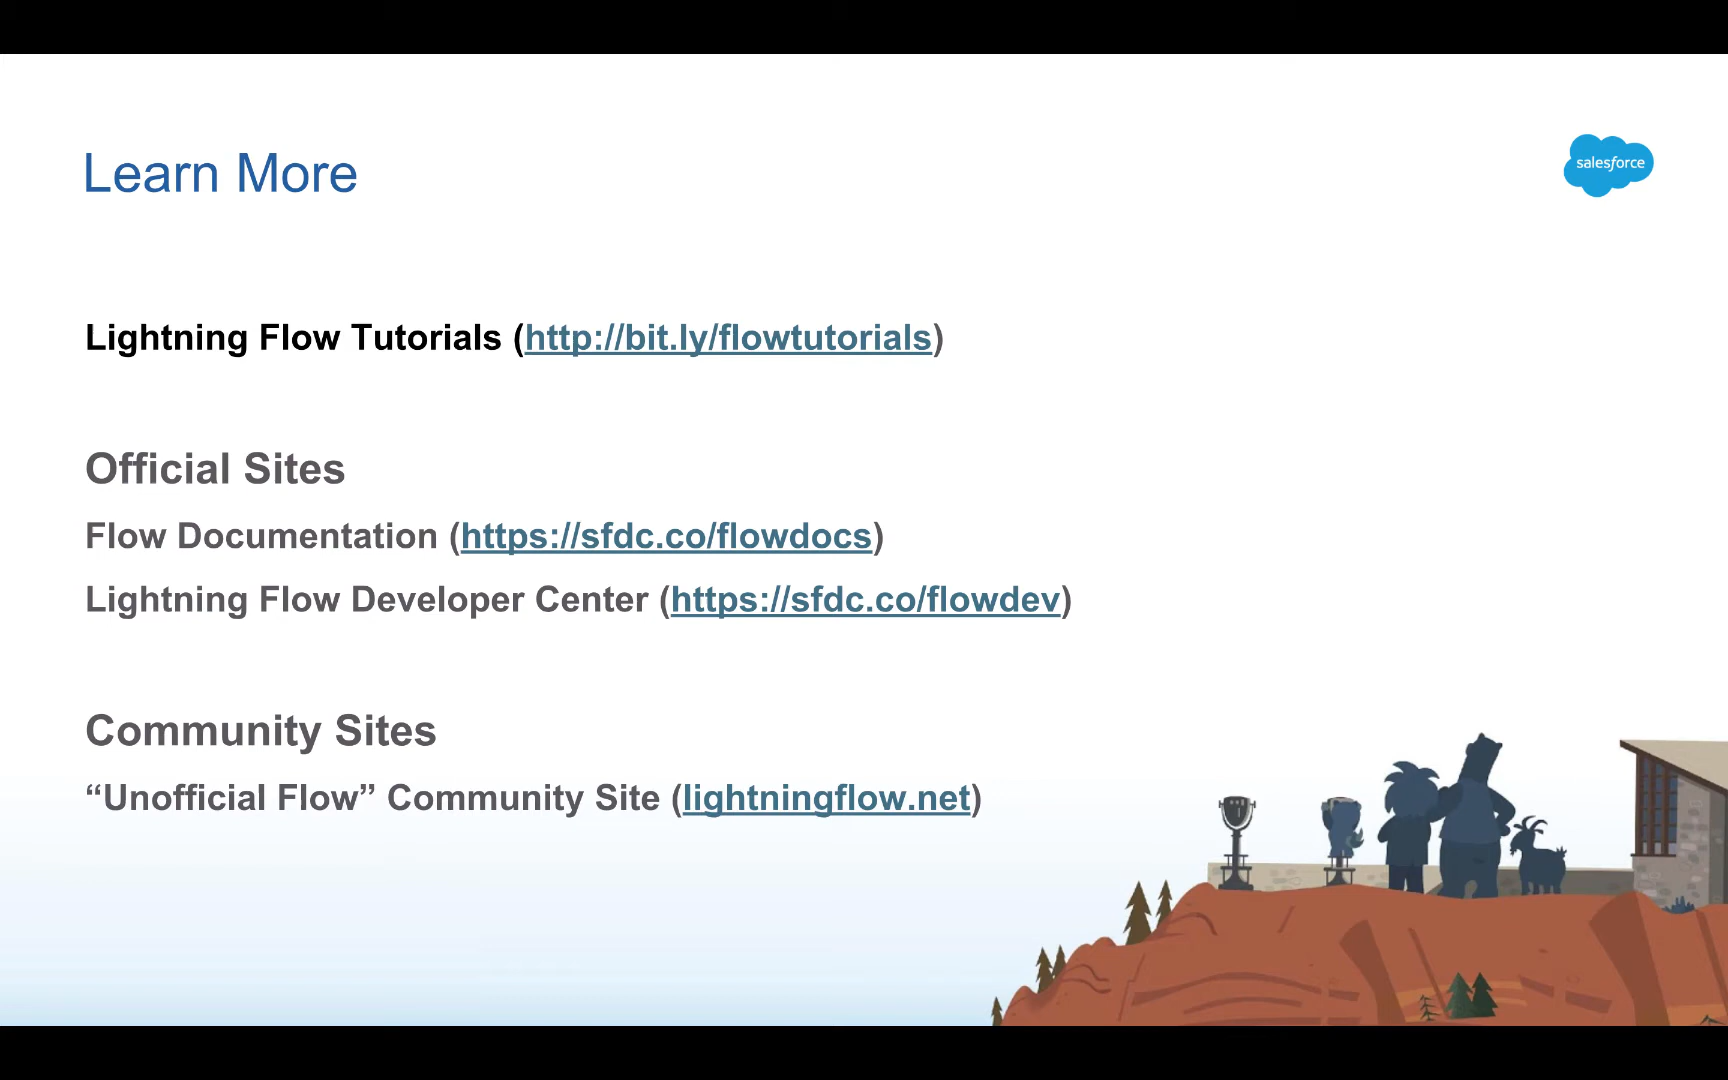 Learn More
salesforce
Lightning Flow Tutorials (http://bit.ly/flowtutorials)
Official Sites
Flow Documentation (https://sfdc.co/flowdocs)
Lightning Flow Developer Center (https://sfdc.co/flowdev)
Community Sites
“Unofficial Flow” Community Site (lightningflow.net)